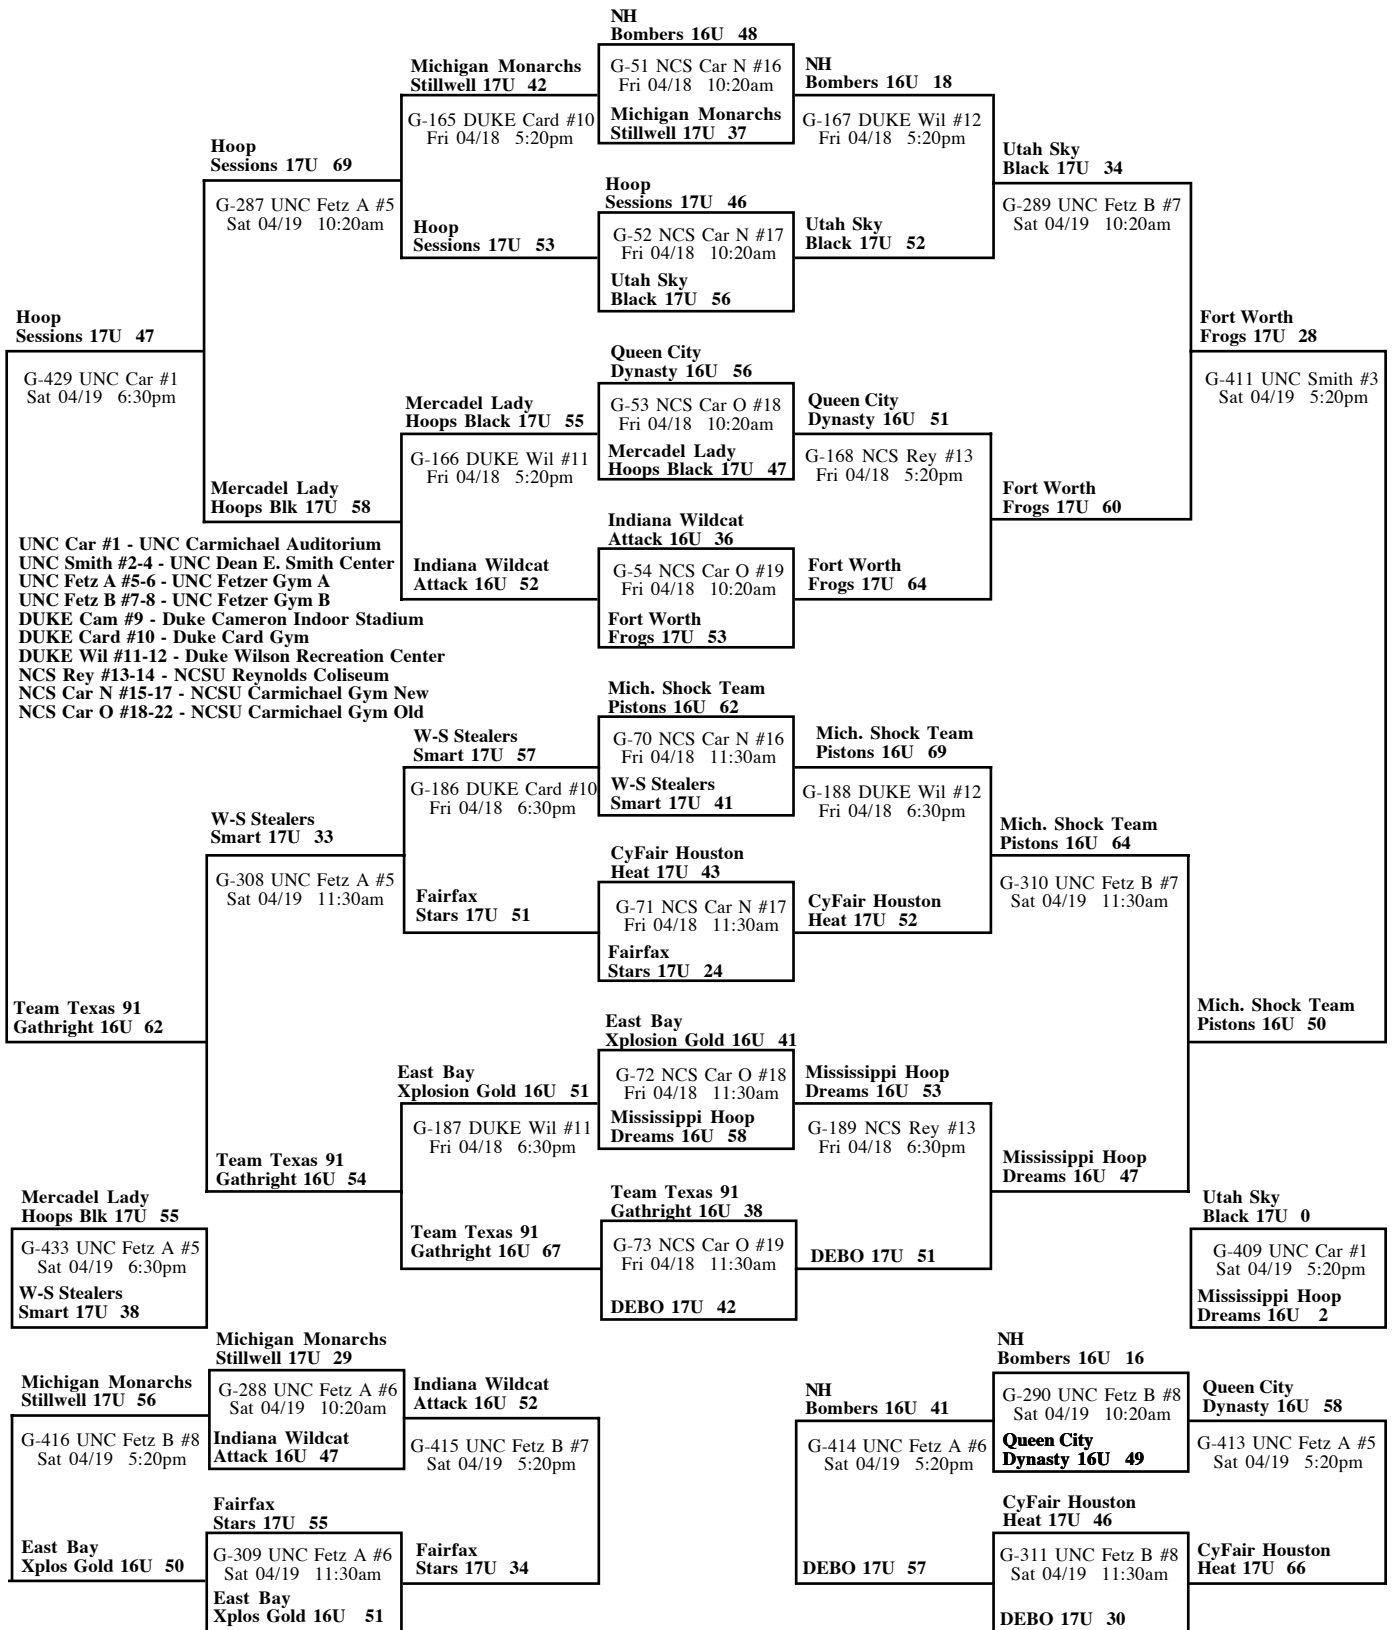 NH
Bombers 16U 48
G-51 NCS Car N #16
Fri 04/18 10:20am
Michigan Monarchs
Stillwell 17U 37
Michigan Monarchs
Stillwell 17U 42
G-165 DUKE Card #10
Fri 04/18 5:20pm
NH
Bombers 16U 18
G-167 DUKE Wil #12
Fri 04/18 5:20pm
Hoop
Sessions 17U 69
G-287 UNC Fetz A #5
Sat 04/19 10:20am
Utah Sky
Black 17U 34
G-289 UNC Fetz B #7
Sat 04/19 10:20am
Hoop
Sessions 17U 46
G-52 NCS Car N #17
Fri 04/18 10:20am
Utah Sky
Black 17U 56
Hoop
Sessions 17U 53
Utah Sky
Black 17U 52
Hoop
Sessions 17U 47
G-429 UNC Car #1
Sat 04/19 6:30pm
Fort Worth
Frogs 17U 28
G-411 UNC Smith #3
Sat 04/19 5:20pm
Queen City
Dynasty 16U 56
G-53 NCS Car O #18
Fri 04/18 10:20am
Mercadel Lady
Hoops Black 17U 47
Mercadel Lady
Hoops Black 17U 55
G-166 DUKE Wil #11
Fri 04/18 5:20pm
Queen City
Dynasty 16U 51
G-168 NCS Rey #13
Fri 04/18 5:20pm
Mercadel Lady
Hoops Blk 17U 58
Fort Worth
Frogs 17U 60
Indiana Wildcat
Attack 16U 36
G-54 NCS Car O #19
Fri 04/18 10:20am
Fort Worth
Frogs 17U 53
Indiana Wildcat
Attack 16U 52
Fort Worth
Frogs 17U 64
UNC Car #1 - UNC Carmichael Auditorium
UNC Smith #2-4 - UNC Dean E. Smith Center
UNC Fetz A #5-6 - UNC Fetzer Gym A
UNC Fetz B #7-8 - UNC Fetzer Gym B
DUKE Cam #9 - Duke Cameron Indoor Stadium
DUKE Card #10 - Duke Card Gym
DUKE Wil #11-12 - Duke Wilson Recreation Center
NCS Rey #13-14 - NCSU Reynolds Coliseum
NCS Car N #15-17 - NCSU Carmichael Gym New
NCS Car O #18-22 - NCSU Carmichael Gym Old
Mich. Shock Team
Pistons 16U 62
G-70 NCS Car N #16
Fri 04/18 11:30am
W-S Stealers
Smart 17U 41
W-S Stealers
Smart 17U 57
G-186 DUKE Card #10
Fri 04/18 6:30pm
Mich. Shock Team
Pistons 16U 69
G-188 DUKE Wil #12
Fri 04/18 6:30pm
W-S Stealers
Smart 17U 33
G-308 UNC Fetz A #5
Sat 04/19 11:30am
Mich. Shock Team
Pistons 16U 64
G-310 UNC Fetz B #7
Sat 04/19 11:30am
CyFair Houston
Heat 17U 43
G-71 NCS Car N #17
Fri 04/18 11:30am
Fairfax
Stars 17U 24
Fairfax
Stars 17U 51
CyFair Houston
Heat 17U 52
Team Texas 91
Gathright 16U 62
Mich. Shock Team
Pistons 16U 50
East Bay
Xplosion Gold 16U 41
G-72 NCS Car O #18
Fri 04/18 11:30am
Mississippi Hoop
Dreams 16U 58
East Bay
Xplosion Gold 16U 51
G-187 DUKE Wil #11
Fri 04/18 6:30pm
Mississippi Hoop
Dreams 16U 53
G-189 NCS Rey #13
Fri 04/18 6:30pm
Team Texas 91
Gathright 16U 54
Mississippi Hoop
Dreams 16U 47
Team Texas 91
Gathright 16U 38
G-73 NCS Car O #19
Fri 04/18 11:30am
DEBO 17U 42
Team Texas 91
Gathright 16U 67
DEBO 17U 51
Mercadel Lady
Hoops Blk 17U 55
G-433 UNC Fetz A #5
Sat 04/19 6:30pm
W-S Stealers
Smart 17U 38
Utah Sky
Black 17U 0
G-409 UNC Car #1
Sat 04/19 5:20pm
Mississippi Hoop
Dreams 16U 2
Michigan Monarchs
Stillwell 17U 29
G-288 UNC Fetz A #6
Sat 04/19 10:20am
Indiana Wildcat
Attack 16U 47
Michigan Monarchs
Stillwell 17U 56
G-416 UNC Fetz B #8
Sat 04/19 5:20pm
Indiana Wildcat
Attack 16U 52
G-415 UNC Fetz B #7
Sat 04/19 5:20pm
Fairfax
Stars 17U 55
G-309 UNC Fetz A #6
Sat 04/19 11:30am
East Bay
Xplos Gold 16U 51
East Bay
Xplos Gold 16U 50
Fairfax
Stars 17U 34
NH
Bombers 16U 16
G-290 UNC Fetz B #8
Sat 04/19 10:20am
Queen City
Dynasty 16U 49
NH
Bombers 16U 41
G-414 UNC Fetz A #6
Sat 04/19 5:20pm
Queen City
Dynasty 16U 58
G-413 UNC Fetz A #5
Sat 04/19 5:20pm
CyFair Houston
Heat 17U 46
G-311 UNC Fetz B #8
Sat 04/19 11:30am
DEBO 17U 30
DEBO 17U 57
CyFair Houston
Heat 17U 66